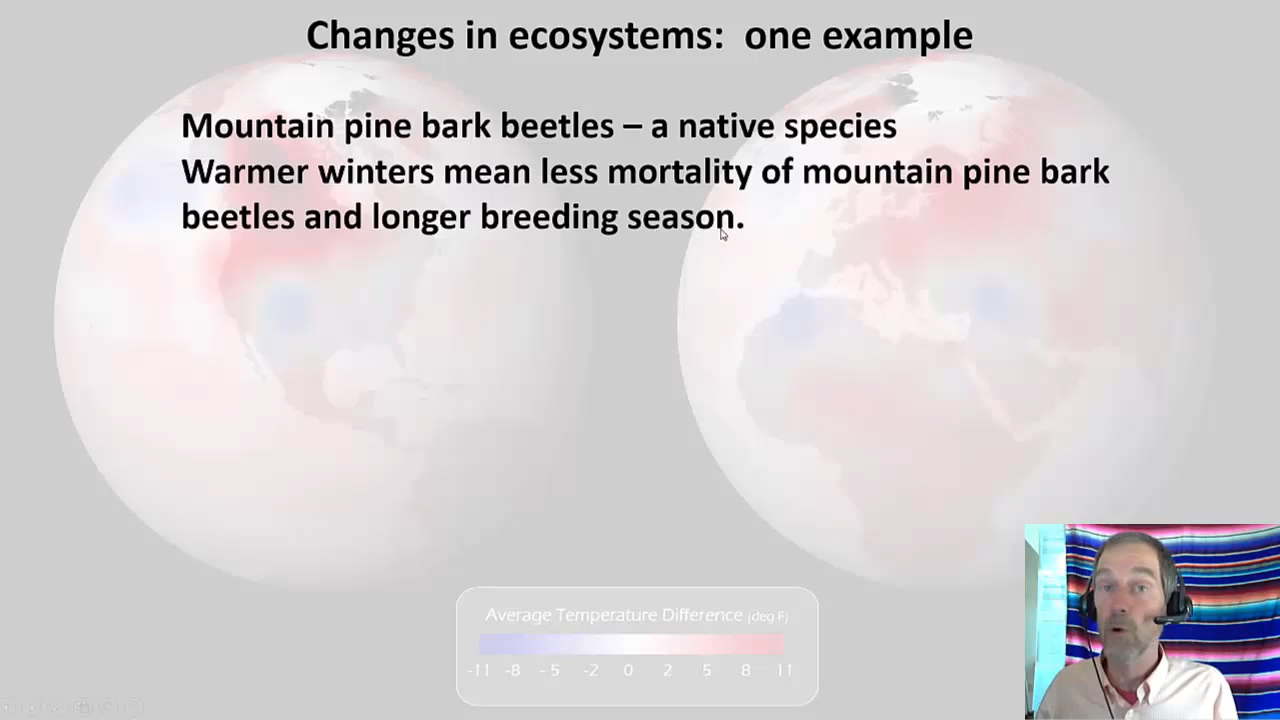 Changes in ecosystems: one example
Mountain pine bark beetles – a native species
Warmer winters mean less mortality of mountain pine bark
beetles and longer breeding season.
Average Temperature Difference (deg F)
-11 -8 -5 -2 0 2 5 8 11